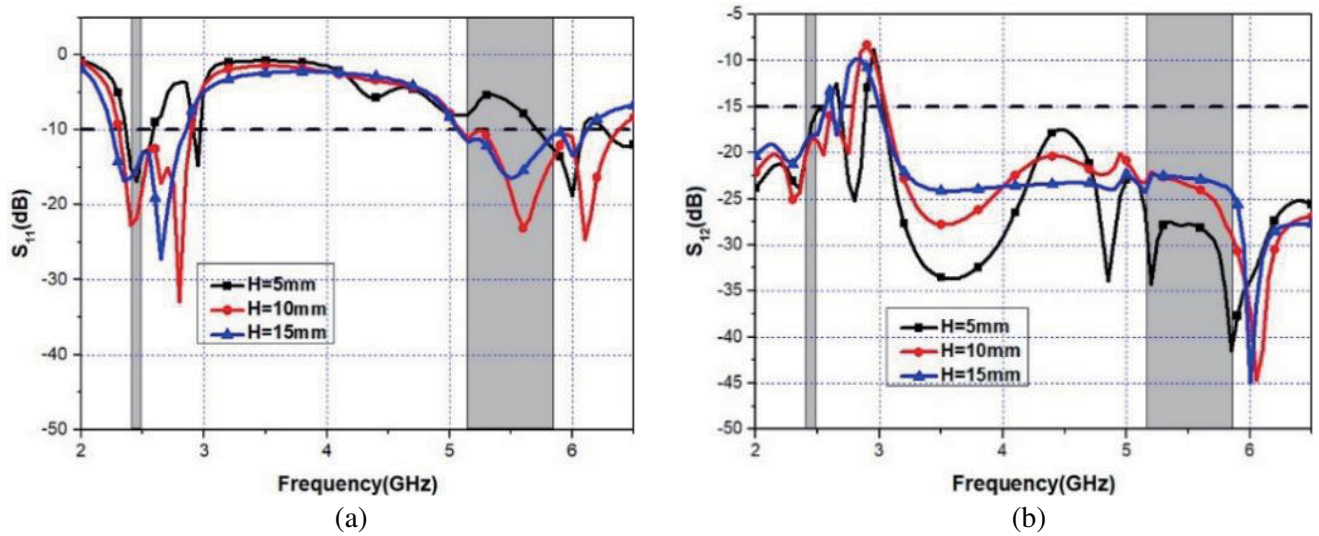 0
-10
-20
-30
-40
-50
S11(dB)
H=5mm
H=10mm
H=15mm
2 3 4 5 6
Frequency(GHz)
(a)
-5
-10
-15
-20
-25
-30
-35
-40
-45
-50
S12(dB)
H=5mm
H=10mm
H=15mm
2 3 4 5 6
Frequency(GHz)
(b)